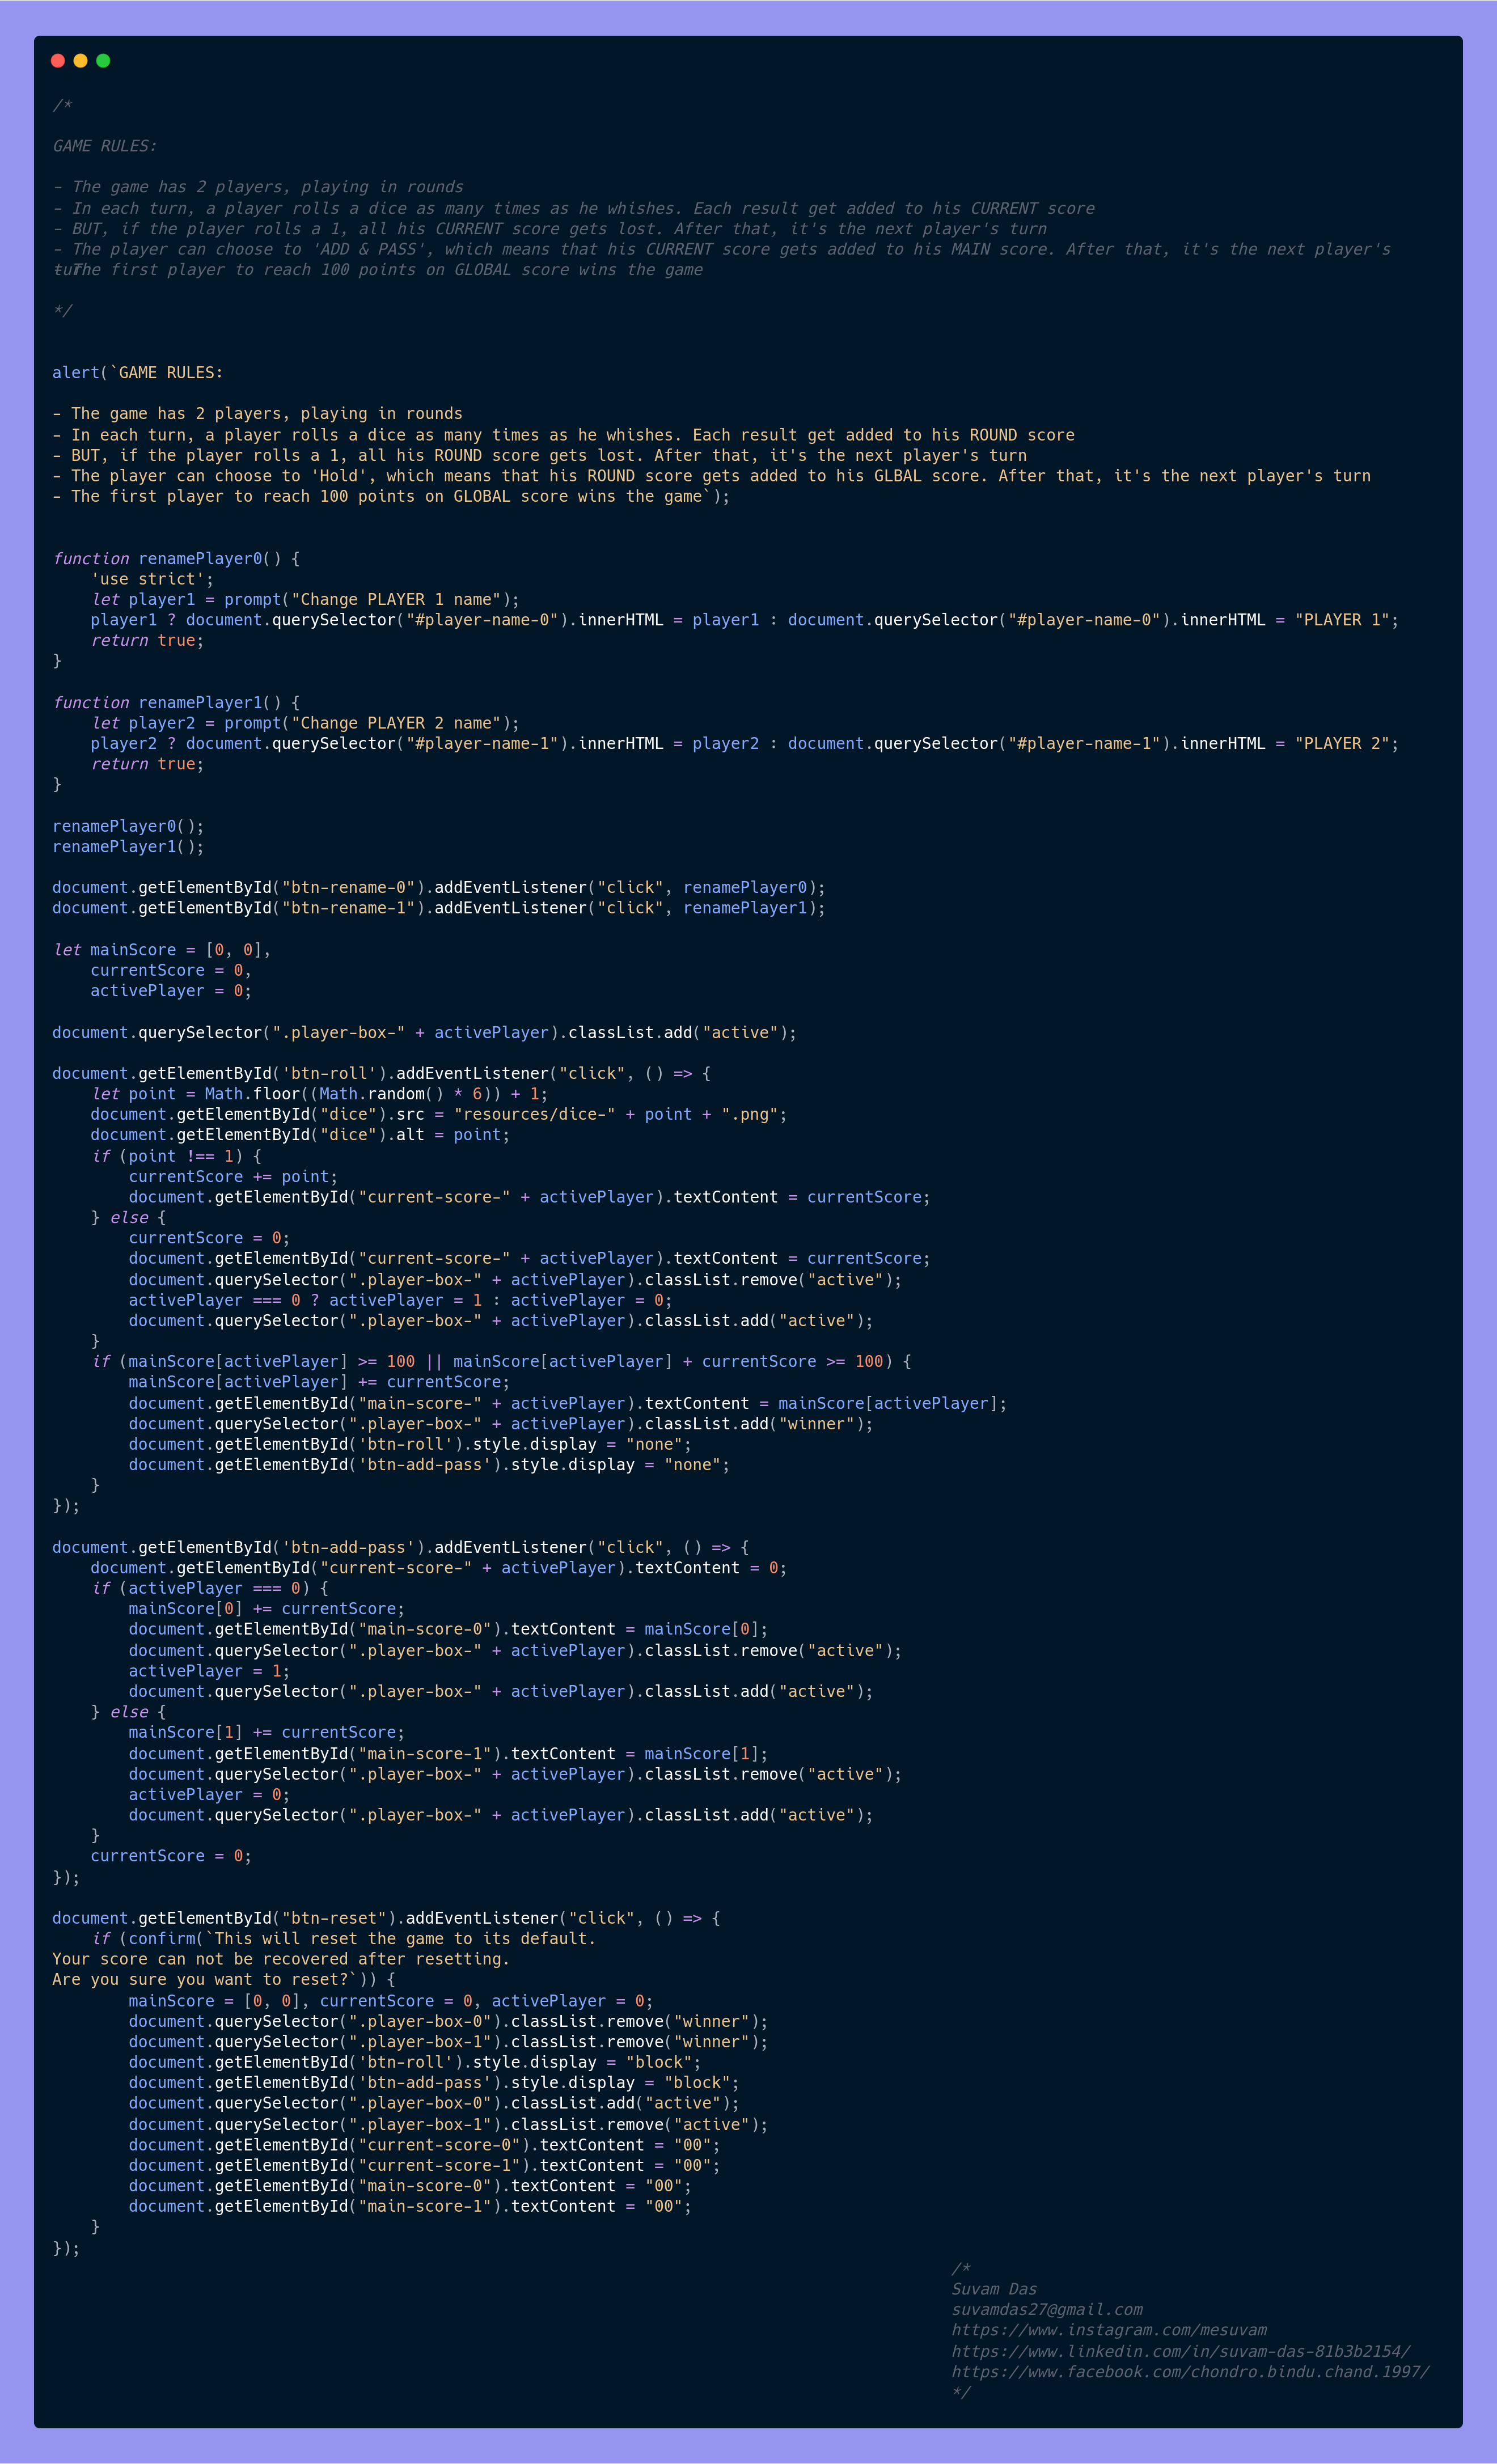 /*
GAME RULES:
- The game has 2 players, playing in rounds
- In each turn, a player rolls a dice as many times as he whishes. Each result get added to his CURRENT score
- BUT, if the player rolls a 1, all his CURRENT score gets lost. After that, it's the next player's turn
- The player can choose to 'ADD & PASS', which means that his CURRENT score gets added to his MAIN score. After that, it's the next player's
turn
- The first player to reach 100 points on GLOBAL score wins the game
*/
alert(`GAME RULES:
- The game has 2 players, playing in rounds
- In each turn, a player rolls a dice as many times as he whishes. Each result get added to his ROUND score
- BUT, if the player rolls a 1, all his ROUND score gets lost. After that, it's the next player's turn
- The player can choose to 'Hold', which means that his ROUND score gets added to his GLBAL score. After that, it's the next player's turn
- The first player to reach 100 points on GLOBAL score wins the game`);
function renamePlayer0() {
    'use strict';
    let player1 = prompt("Change PLAYER 1 name");
    player1 ? document.querySelector("#player-name-0").innerHTML = player1 : document.querySelector("#player-name-0").innerHTML = "PLAYER 1";
    return true;
}
function renamePlayer1() {
    let player2 = prompt("Change PLAYER 2 name");
    player2 ? document.querySelector("#player-name-1").innerHTML = player2 : document.querySelector("#player-name-1").innerHTML = "PLAYER 2";
    return true;
}
renamePlayer0();
renamePlayer1();
document.getElementById("btn-rename-0").addEventListener("click", renamePlayer0);
document.getElementById("btn-rename-1").addEventListener("click", renamePlayer1);
let mainScore = [0, 0],
    currentScore = 0,
    activePlayer = 0;
document.querySelector(".player-box-" + activePlayer).classList.add("active");
document.getElementById('btn-roll').addEventListener("click", () => {
    let point = Math.floor((Math.random() * 6)) + 1;
    document.getElementById("dice").src = "resources/dice-" + point + ".png";
    document.getElementById("dice").alt = point;
    if (point !== 1) {
        currentScore += point;
        document.getElementById("current-score-" + activePlayer).textContent = currentScore;
    } else {
        currentScore = 0;
        document.getElementById("current-score-" + activePlayer).textContent = currentScore;
        document.querySelector(".player-box-" + activePlayer).classList.remove("active");
        activePlayer === 0 ? activePlayer = 1 : activePlayer = 0;
        document.querySelector(".player-box-" + activePlayer).classList.add("active");
    }
    if (mainScore[activePlayer] >= 100 || mainScore[activePlayer] + currentScore >= 100) {
        mainScore[activePlayer] += currentScore;
        document.getElementById("main-score-" + activePlayer).textContent = mainScore[activePlayer];
        document.querySelector(".player-box-" + activePlayer).classList.add("winner");
        document.getElementById('btn-roll').style.display = "none";
        document.getElementById('btn-add-pass').style.display = "none";
    }
});
document.getElementById('btn-add-pass').addEventListener("click", () => {
    document.getElementById("current-score-" + activePlayer).textContent = 0;
    if (activePlayer === 0) {
        mainScore[0] += currentScore;
        document.getElementById("main-score-0").textContent = mainScore[0];
        document.querySelector(".player-box-" + activePlayer).classList.remove("active");
        activePlayer = 1;
        document.querySelector(".player-box-" + activePlayer).classList.add("active");
    } else {
        mainScore[1] += currentScore;
        document.getElementById("main-score-1").textContent = mainScore[1];
        document.querySelector(".player-box-" + activePlayer).classList.remove("active");
        activePlayer = 0;
        document.querySelector(".player-box-" + activePlayer).classList.add("active");
    }
    currentScore = 0;
});
document.getElementById("btn-reset").addEventListener("click", () => {
    if (confirm(`This will reset the game to its default.
Your score can not be recovered after resetting.
Are you sure you want to reset?`)) {
        mainScore = [0, 0], currentScore = 0, activePlayer = 0;
        document.querySelector(".player-box-0").classList.remove("winner");
        document.querySelector(".player-box-1").classList.remove("winner");
        document.getElementById('btn-roll').style.display = "block";
        document.getElementById('btn-add-pass').style.display = "block";
        document.querySelector(".player-box-0").classList.add("active");
        document.querySelector(".player-box-1").classList.remove("active");
        document.getElementById("current-score-0").textContent = "00";
        document.getElementById("current-score-1").textContent = "00";
        document.getElementById("main-score-0").textContent = "00";
        document.getElementById("main-score-1").textContent = "00";
    }
});
/*
Suvam Das
suvamdas27@gmail.com
https://www.instagram.com/mesuvam
https://www.linkedin.com/in/suvam-das-81b3b2154/
https://www.facebook.com/chondro.bindu.chand.1997/
*/